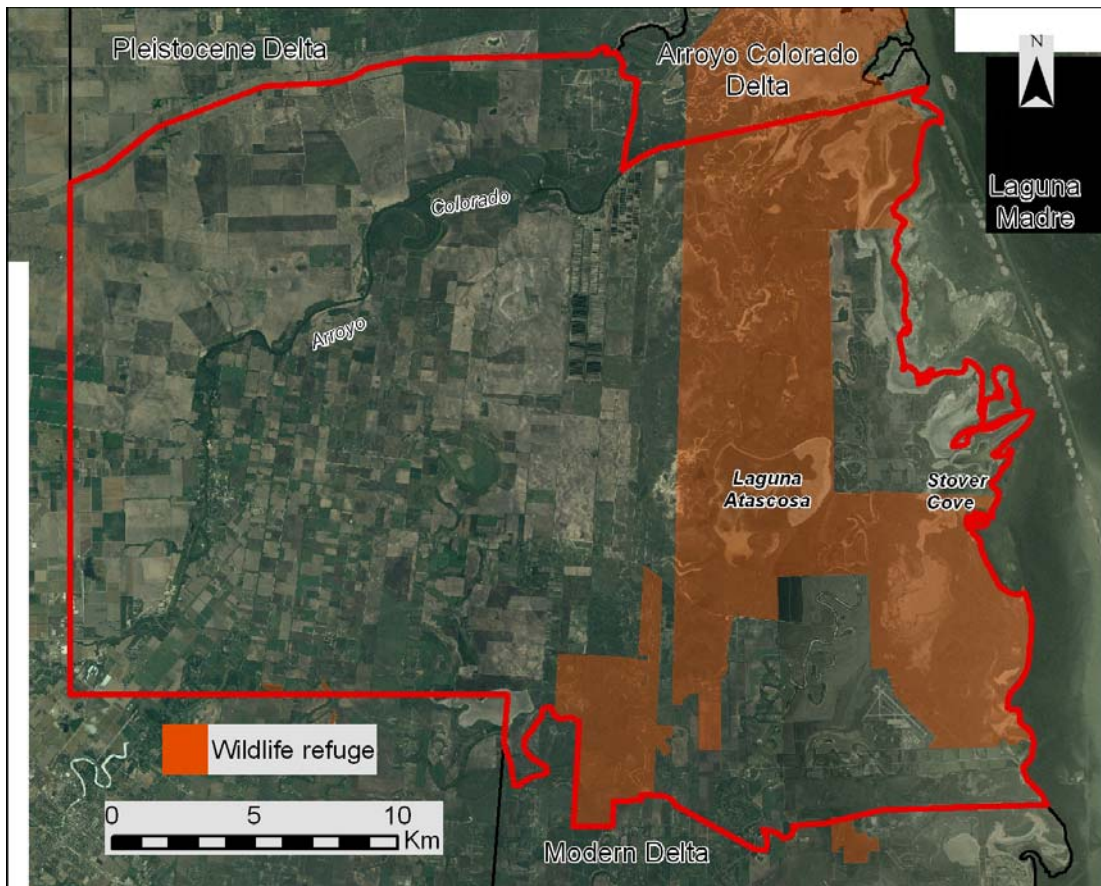 Pleistocene Delta
Arroyo Colorado
Delta
N
Laguna
Madre
Colorado
Arroyo
Laguna
Atascosa
Stover
Cove
Wildlife refuge
0 5 10
Km
Modern Delta